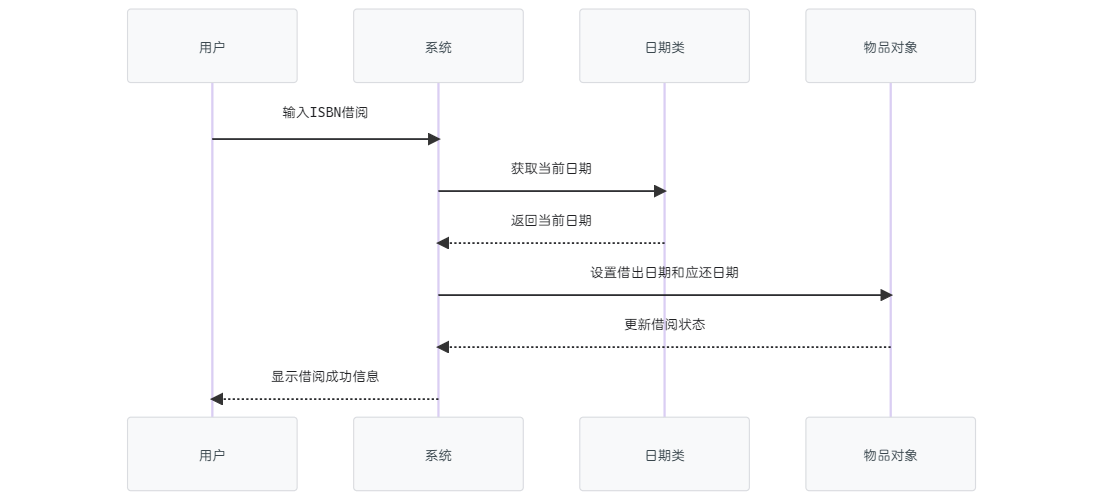 用户
系统
日期类
物品对象
输入ISBN借阅
获取当前日期
返回当前日期
设置借出日期和应还日期
更新借阅状态
显示借阅成功信息
用户
系统
日期类
物品对象